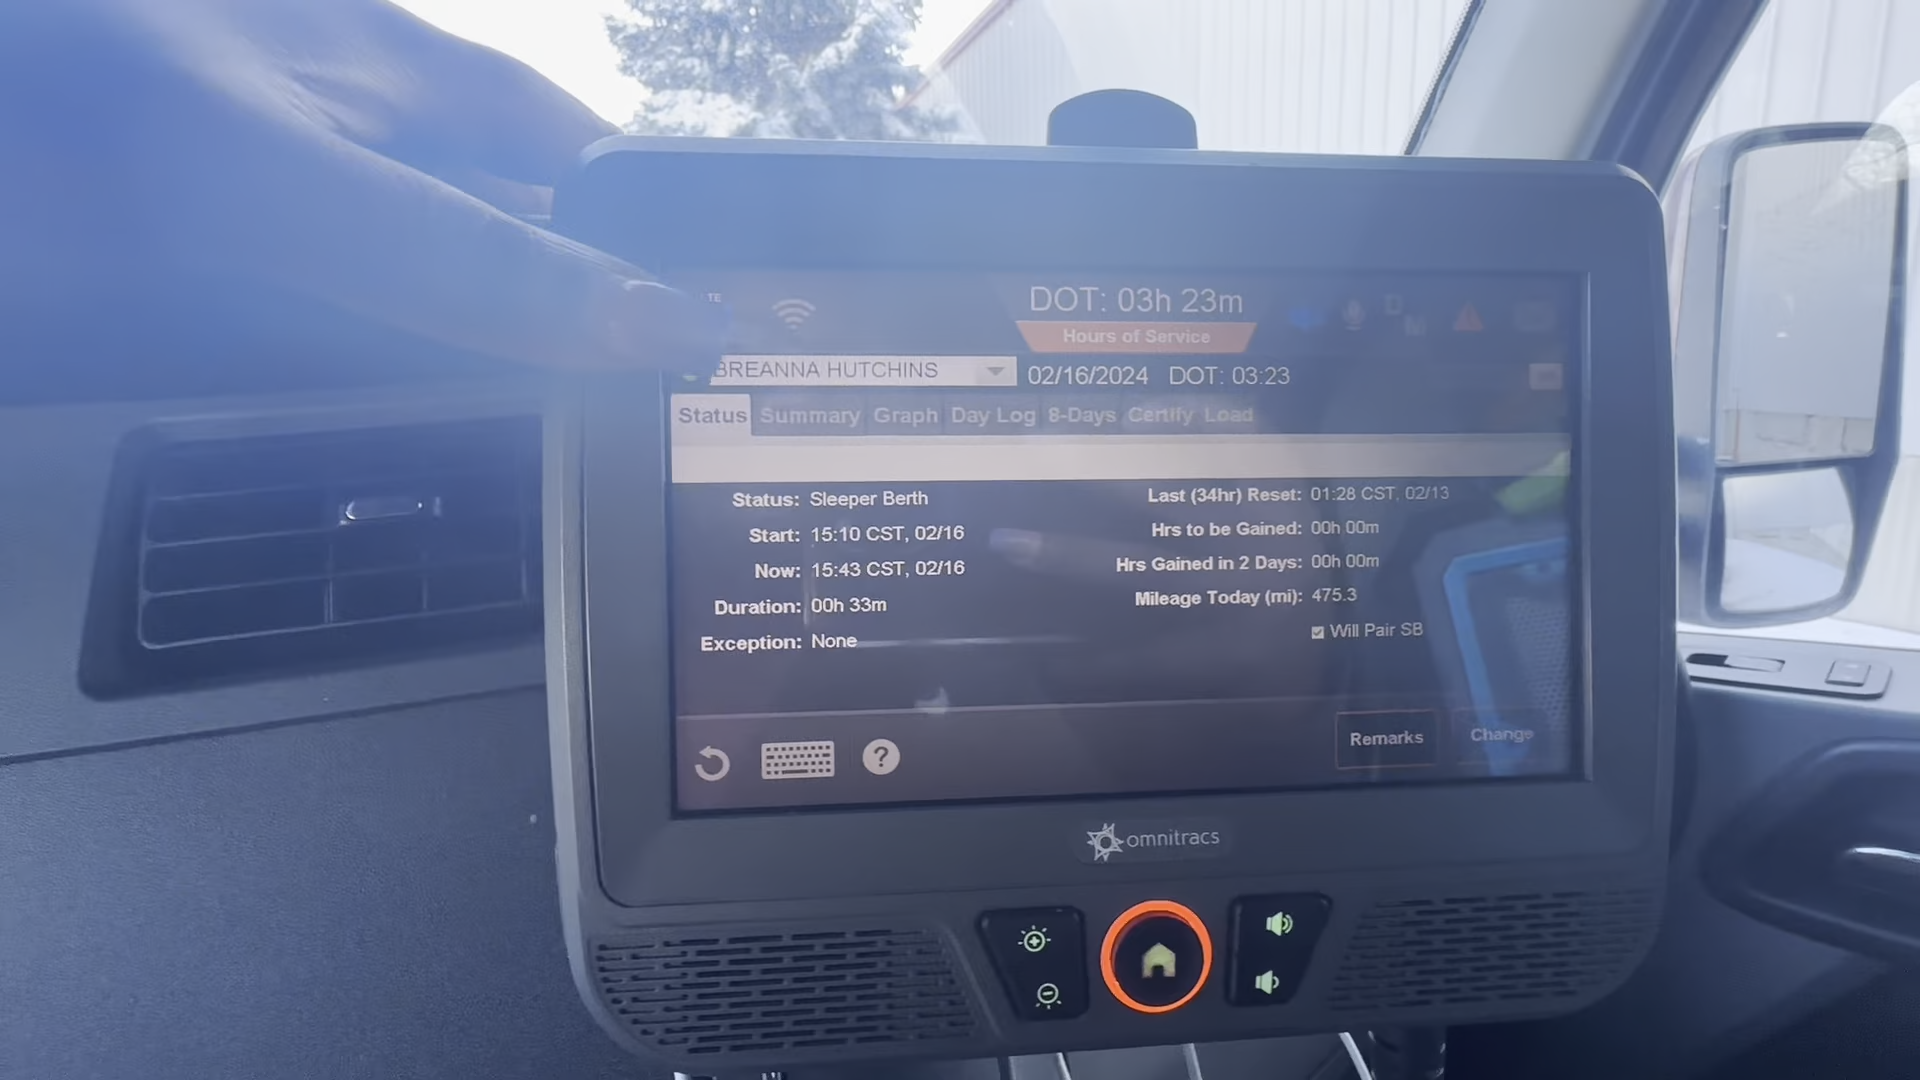 LTE
DOT: 03h 23m
Hours of Service
BREANNA HUTCHINS
02/16/2024 DOT: 03:23
Status Summary Graph Day Log 8-Days Certify Load
Status: Sleeper Berth
Start: 15:10 CST, 02/16
Now: 15:43 CST, 02/16
Duration: 00h 33m
Exception: None
Last (34hr) Reset: 01:28 CST, 02/13
Hrs to be Gained: 00h 00m
Hrs Gained in 2 Days: 00h 00m
Mileage Today (mi): 475.3
Will Pair SB
?
Remarks
Change
omnitracs